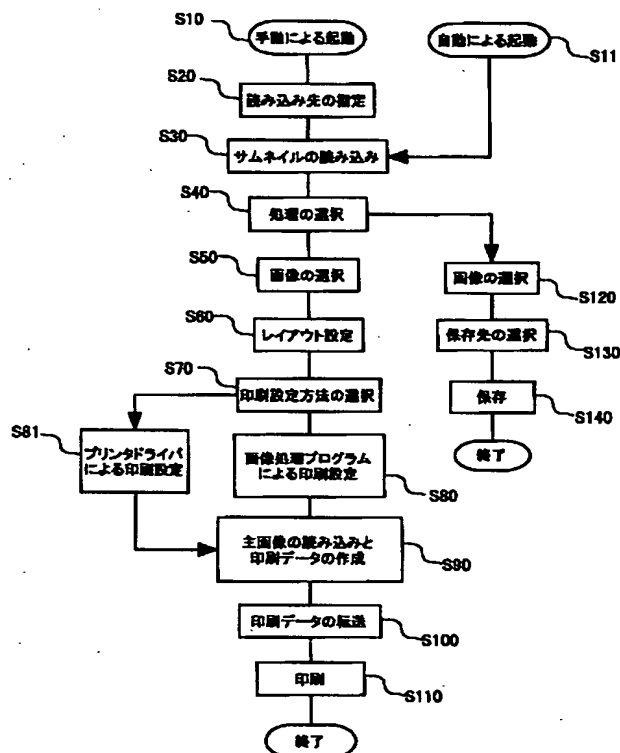 S10
手動による起動
自動による起動
S11
S20
読み込み先の指定
S30
サムネイルの読み込み
S40
処理の選択
S50
画像の選択
画像の選択
S120
S60
レイアウト設定
保存先の選択
S130
S70
印刷設定方法の選択
保存
S140
S81
プリンタドライバ
による印刷設定
画像処理プログラム
による印刷設定
S80
終了
主画像の読み込みと
印刷データの作成
S90
印刷データの転送
S100
印刷
S110
終了